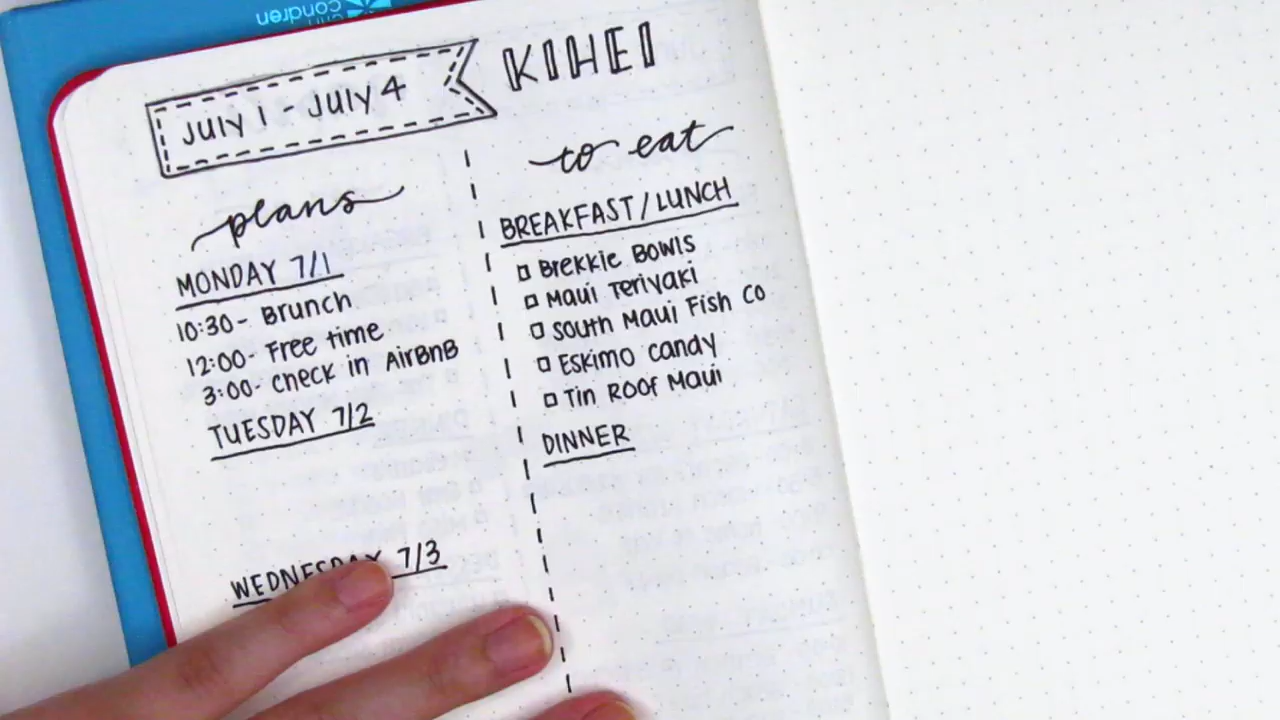 condren
JULY 1 - JULY 4
KIHEI
plans
MONDAY 7/1
10:30- Brunch
12:00- Free time
3:00- Check in AirBnB
TUESDAY 7/2
WEDNESDAY 7/3
to eat
BREAKFAST/LUNCH
Brekkie Bowls
Maui Teriyaki
South Maui Fish Co
Eskimo Candy
Tin Roof Maui
DINNER